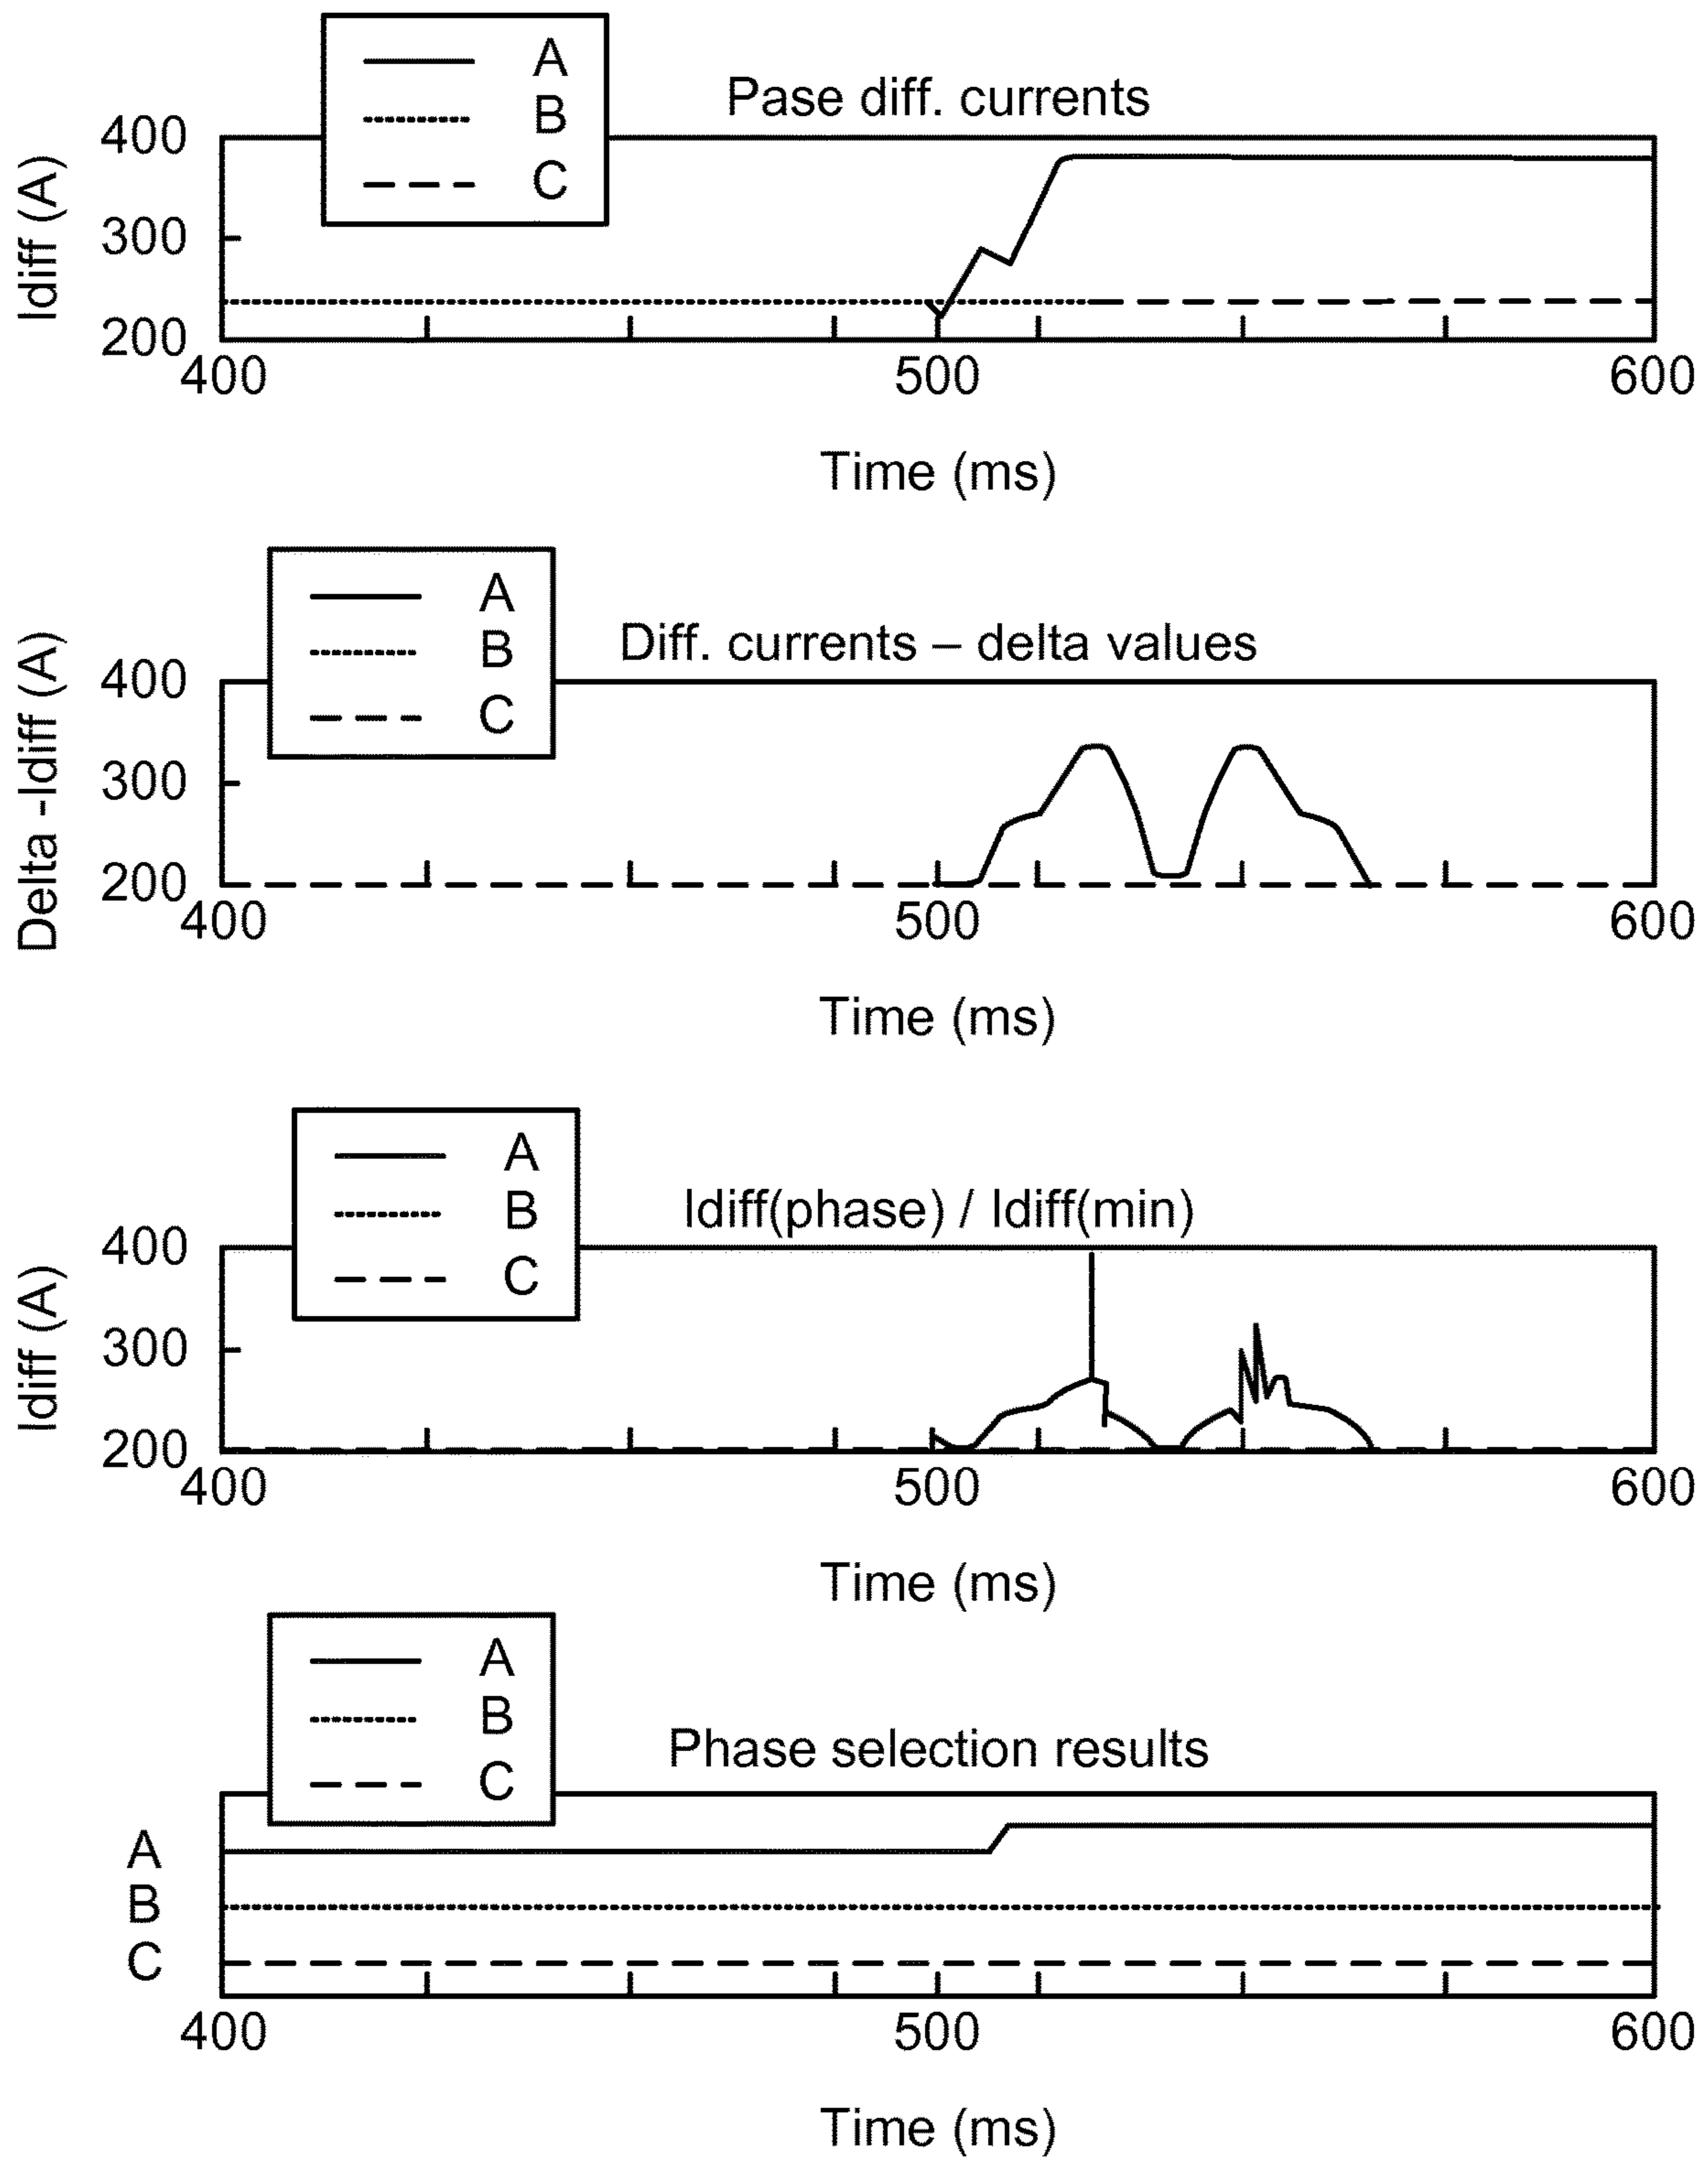 A
B
C
Pase diff. currents
Idiff (A)
400
300
200
400 500 600
Time (ms)
A
B
C
Diff. currents – delta values
Delta -Idiff (A)
400
300
200
400 500 600
Time (ms)
A
B
C
Idiff(phase) / Idiff(min)
Idiff (A)
400
300
200
400 500 600
Time (ms)
A
B
C
Phase selection results
A
B
C
400 500 600
Time (ms)